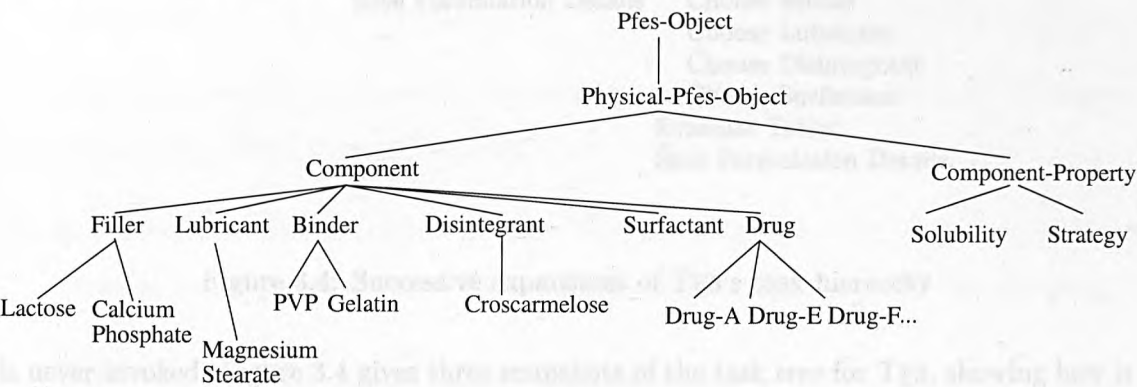 Pfes-Object
Physical-Pfes-Object
Component
Component-Property
Filler Lubricant Binder Disintegrant Surfactant Drug
Solubility Strategy
Lactose Calcium Phosphate
PVP Gelatin Croscarmelose
Drug-A Drug-E Drug-F...
Magnesium Stearate